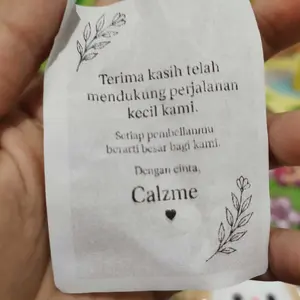 Terima kasih telah
mendukung perjalanan
kecil kami.
Setiap pembelianmu
berarti besar bagi kami.
Dengan cinta,
Calzme